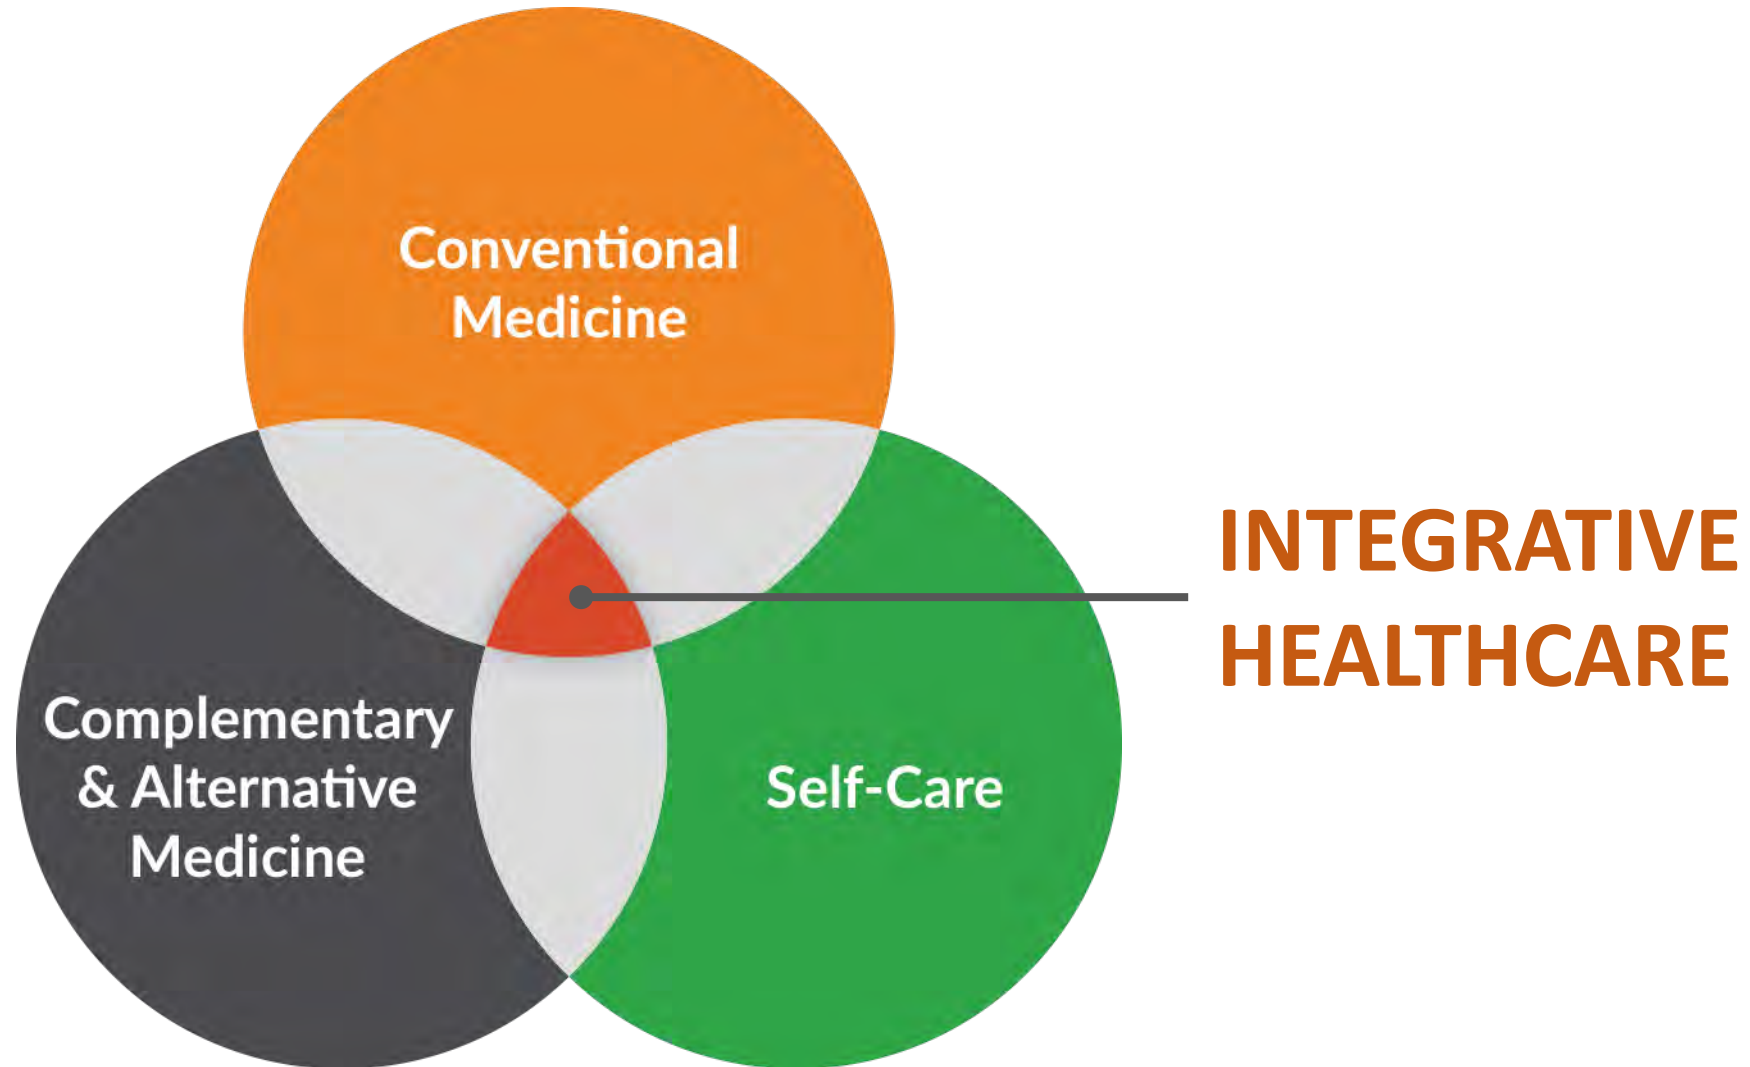 Conventional
Medicine
INTEGRATIVE
HEALTHCARE
Complementary
& Alternative
Medicine
Self-Care